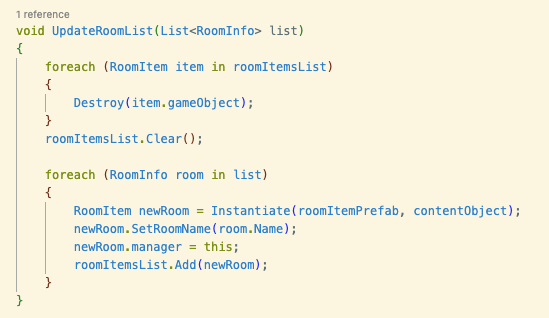 1 reference
void UpdateRoomList(List<RoomInfo> list)
{
    foreach (RoomItem item in roomItemsList)
    {
        Destroy(item.gameObject);
    }
    roomItemsList.Clear();

    foreach (RoomInfo room in list)
    {
        RoomItem newRoom = Instantiate(roomItemPrefab, contentObject);
        newRoom.SetRoomName(room.Name);
        newRoom.manager = this;
        roomItemsList.Add(newRoom);
    }
}